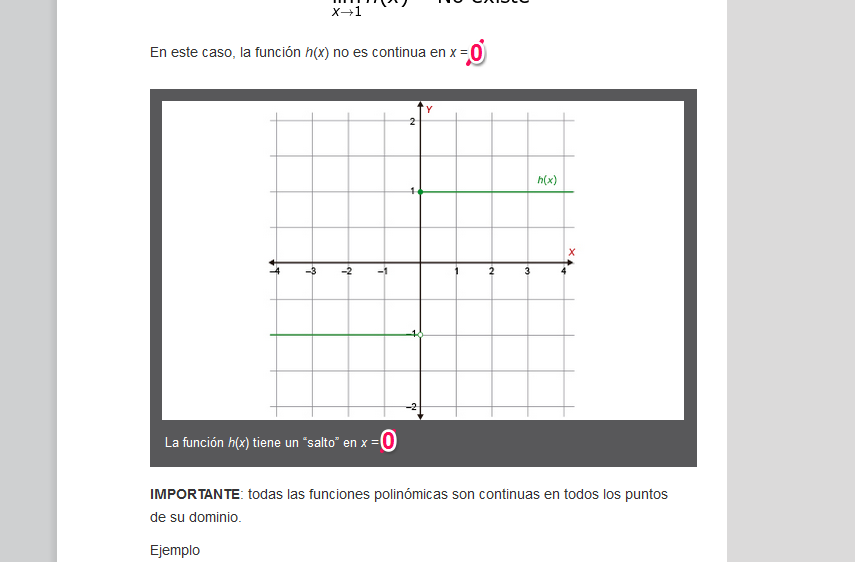 x→1
En este caso, la función h(x) no es continua en x = 0
Y
2
1
h(x)
X
–4 –3 –2 –1 1 2 3 4
–1
–2
La función h(x) tiene un “salto” en x = 0
IMPORTANTE: todas las funciones polinómicas son continuas en todos los puntos
de su dominio.
Ejemplo